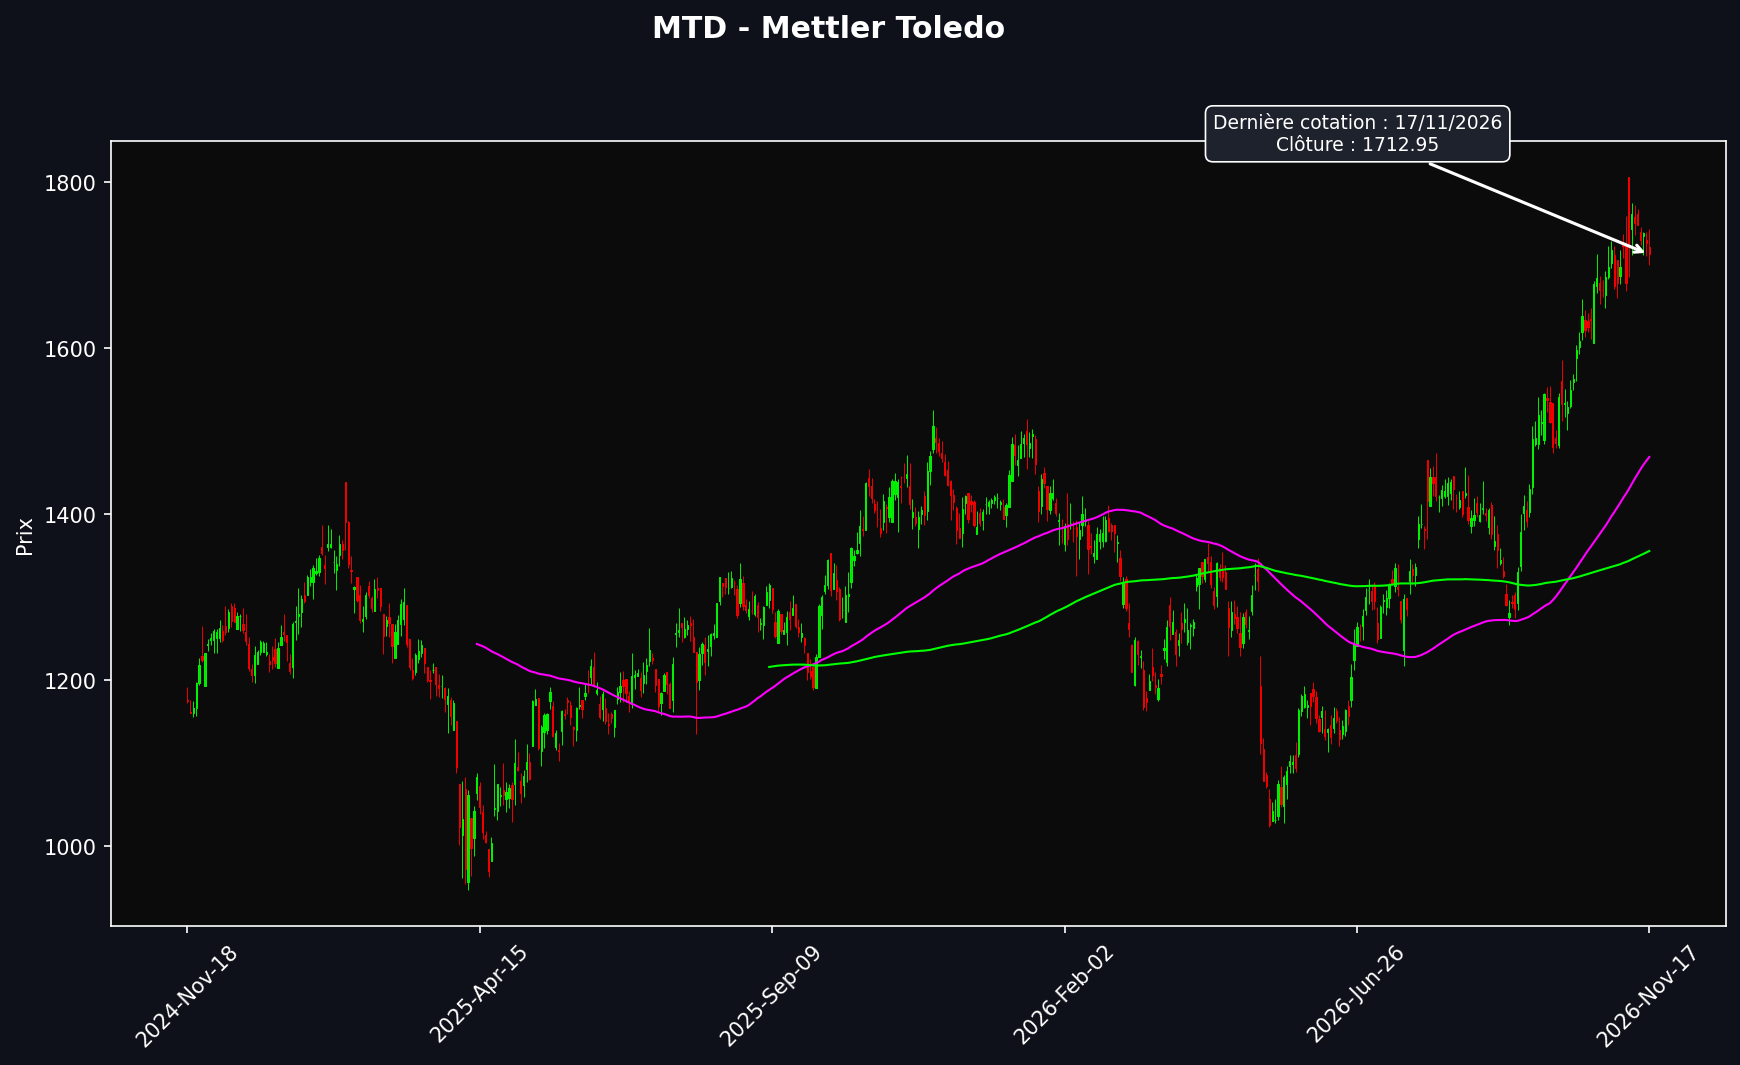 MTD - Mettler Toledo
Dernière cotation : 17/11/2026
Clôture : 1712.95
Prix
1800
1600
1400
1200
1000
2024-Nov-18
2025-Apr-15
2025-Sep-09
2026-Feb-02
2026-Jun-26
2026-Nov-17